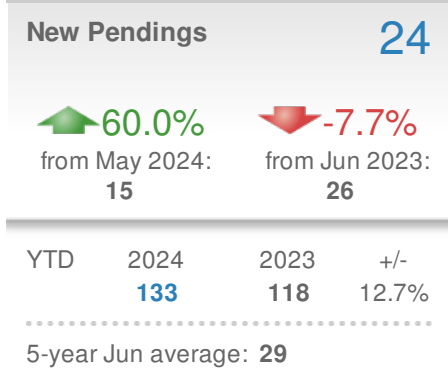 New Pendings 24
60.0% -7.7%
from May 2024: from Jun 2023:
15 26
YTD 2024 2023 +/-
133 118 12.7%
5-year Jun average: 29